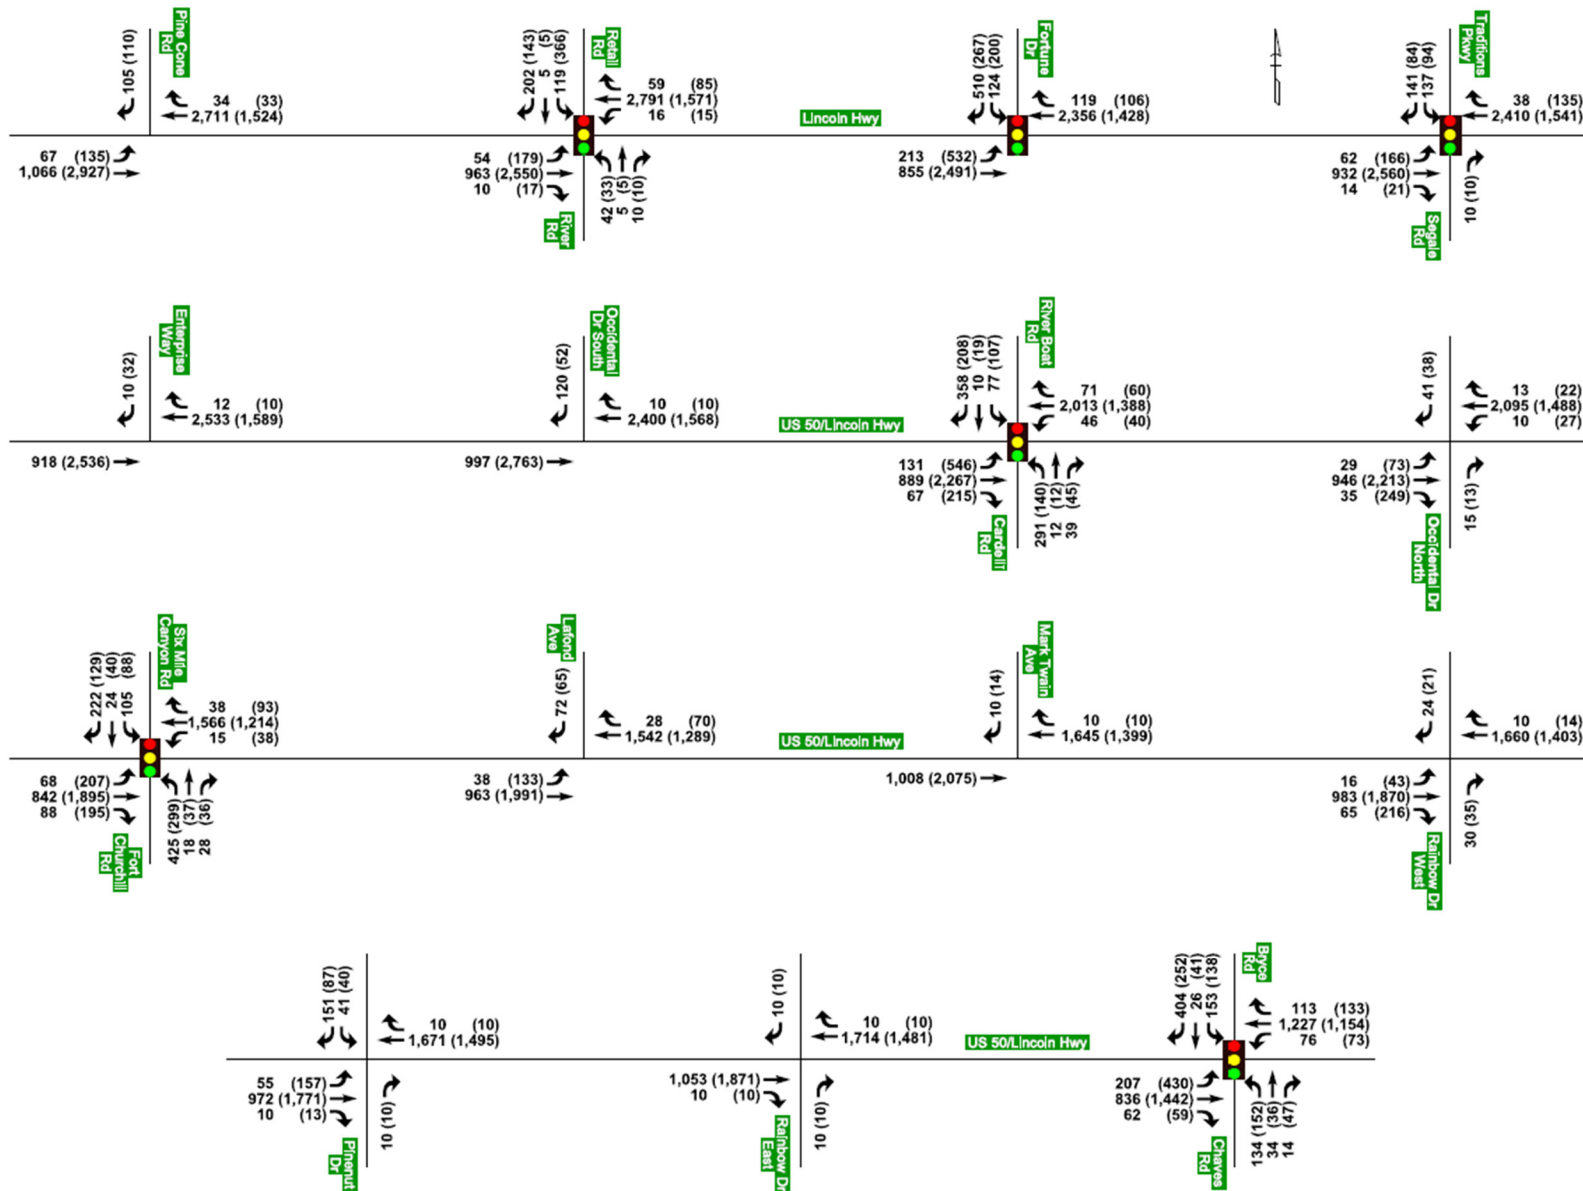 Pine Cone
Rd
105 (110)
34 (33)
2,711 (1,524)
67 (135)
1,066 (2,927)
Retail
Rd
202 (143)
5 (5)
119 (366)
59 (85)
2,791 (1,571)
16 (15)
54 (179)
963 (2,550)
10 (17)
42 (33)
5 (5)
10 (10)
River
Rd
Lincoln Hwy
Fortune
Dr
510 (267)
124 (200)
119 (106)
2,356 (1,428)
213 (532)
855 (2,491)
Traditions
Pkwy
141 (84)
137 (94)
38 (135)
2,410 (1,541)
62 (166)
932 (2,560)
14 (21)
10 (10)
Segale
Rd
Enterprise
Way
10 (32)
12 (10)
2,533 (1,589)
918 (2,536)
Occidental
Dr South
120 (52)
10 (10)
2,400 (1,568)
997 (2,763)
US 50/Lincoln Hwy
River Boat
Rd
358 (208)
10 (19)
77 (107)
71 (60)
2,013 (1,388)
46 (40)
131 (546)
889 (2,267)
67 (215)
291 (140)
12 (12)
39 (45)
Cardelli
Rd
41 (38)
13 (22)
2,095 (1,488)
10 (27)
29 (73)
946 (2,213)
35 (249)
15 (13)
Occidental Dr
North
Six Mile
Canyon Rd
222 (129)
24 (40)
105 (88)
38 (93)
1,566 (1,214)
15 (38)
68 (207)
842 (1,895)
88 (195)
425 (299)
18 (37)
28 (36)
Fort
Churchill
Rd
Lafond
Ave
72 (65)
28 (70)
1,542 (1,289)
38 (133)
963 (1,991)
US 50/Lincoln Hwy
Mark Twain
Ave
10 (14)
10 (10)
1,645 (1,399)
1,008 (2,075)
24 (21)
10 (14)
1,660 (1,403)
16 (43)
983 (1,870)
65 (216)
30 (35)
Rainbow Dr
West
151 (87)
41 (40)
10 (10)
1,671 (1,495)
55 (157)
972 (1,771)
10 (13)
10 (10)
Pinenut
Dr
10 (10)
10 (10)
1,714 (1,481)
1,053 (1,871)
10 (10)
10 (10)
Rainbow Dr
East
US 50/Lincoln Hwy
Bryce
Rd
404 (252)
26 (41)
153 (138)
113 (133)
1,227 (1,154)
76 (73)
207 (430)
836 (1,442)
62 (59)
134 (152)
34 (36)
14 (47)
Chaves
Rd